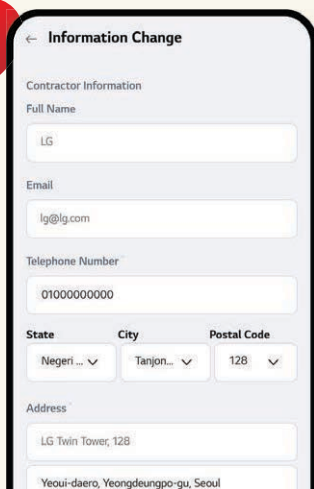 ← Information Change
Contractor Information
Full Name
LG
Email
lg@lg.com
Telephone Number
01000000000
State City Postal Code
Negeri ... Tanjon... 128
Address
LG Twin Tower, 128
Yeoui-daero, Yeongdeungpo-gu, Seoul